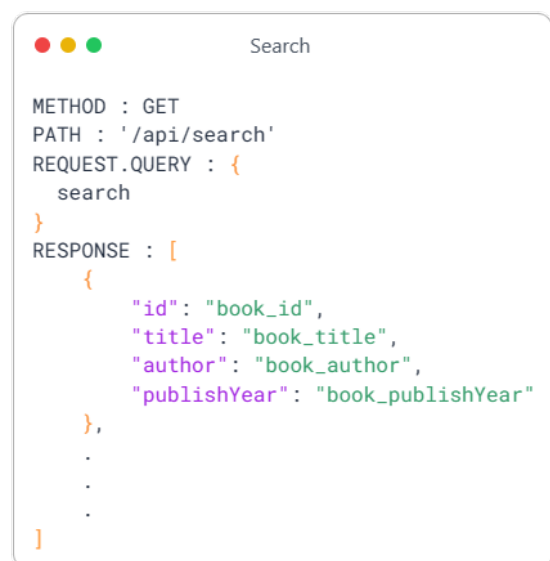 Search
METHOD : GET
PATH : '/api/search'
REQUEST.QUERY : {
search
}
RESPONSE : [
{
"id": "book_id",
"title": "book_title",
"author": "book_author",
"publishYear": "book_publishYear"
},
.
.
.
]